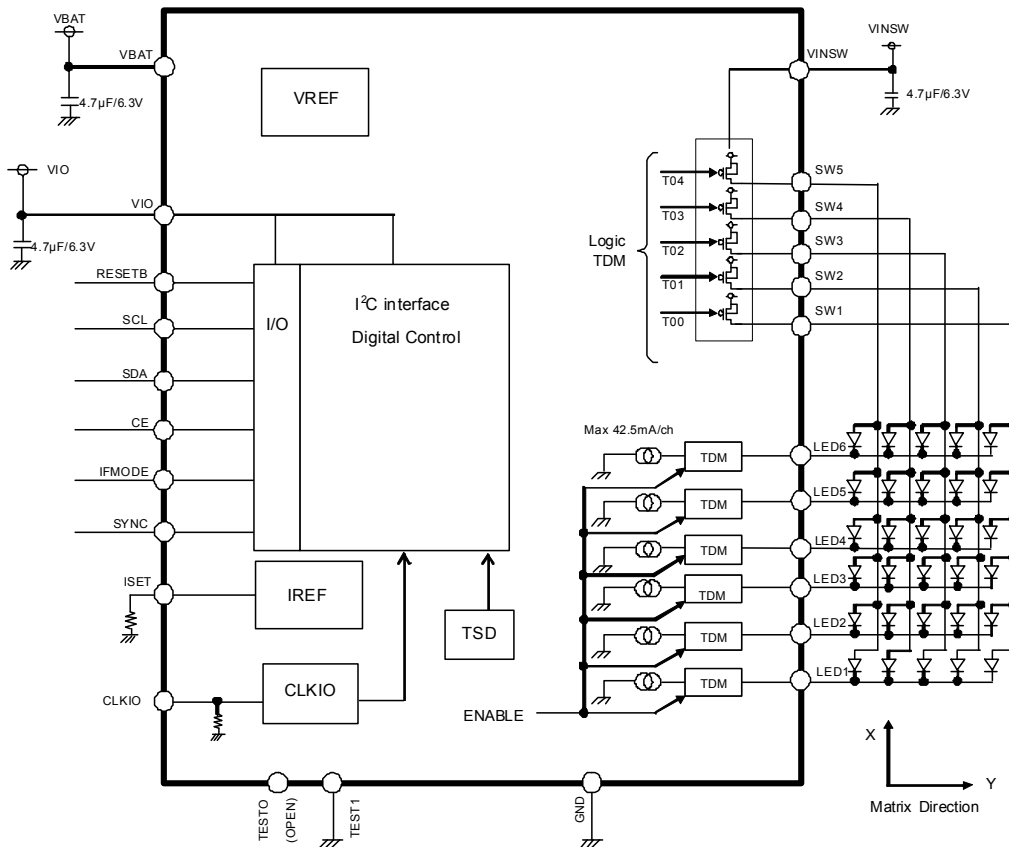 VBAT
VBAT
4.7µF/6.3V
VREF
VINSW
VINSW
4.7µF/6.3V
VIO
VIO
4.7µF/6.3V
RESETB
SCL
SDA
CE
IFMODE
SYNC
I/O
I²C interface
Digital Control
Logic
TDM
T04
T03
T02
T01
T00
SW5
SW4
SW3
SW2
SW1
ISET
IREF
TSD
CLKIO
CLKIO
Max 42.5mA/ch
TDM
TDM
TDM
TDM
TDM
TDM
LED6
LED5
LED4
LED3
LED2
LED1
ENABLE
TESTO
(OPEN)
TEST1
GND
X
Y
Matrix Direction